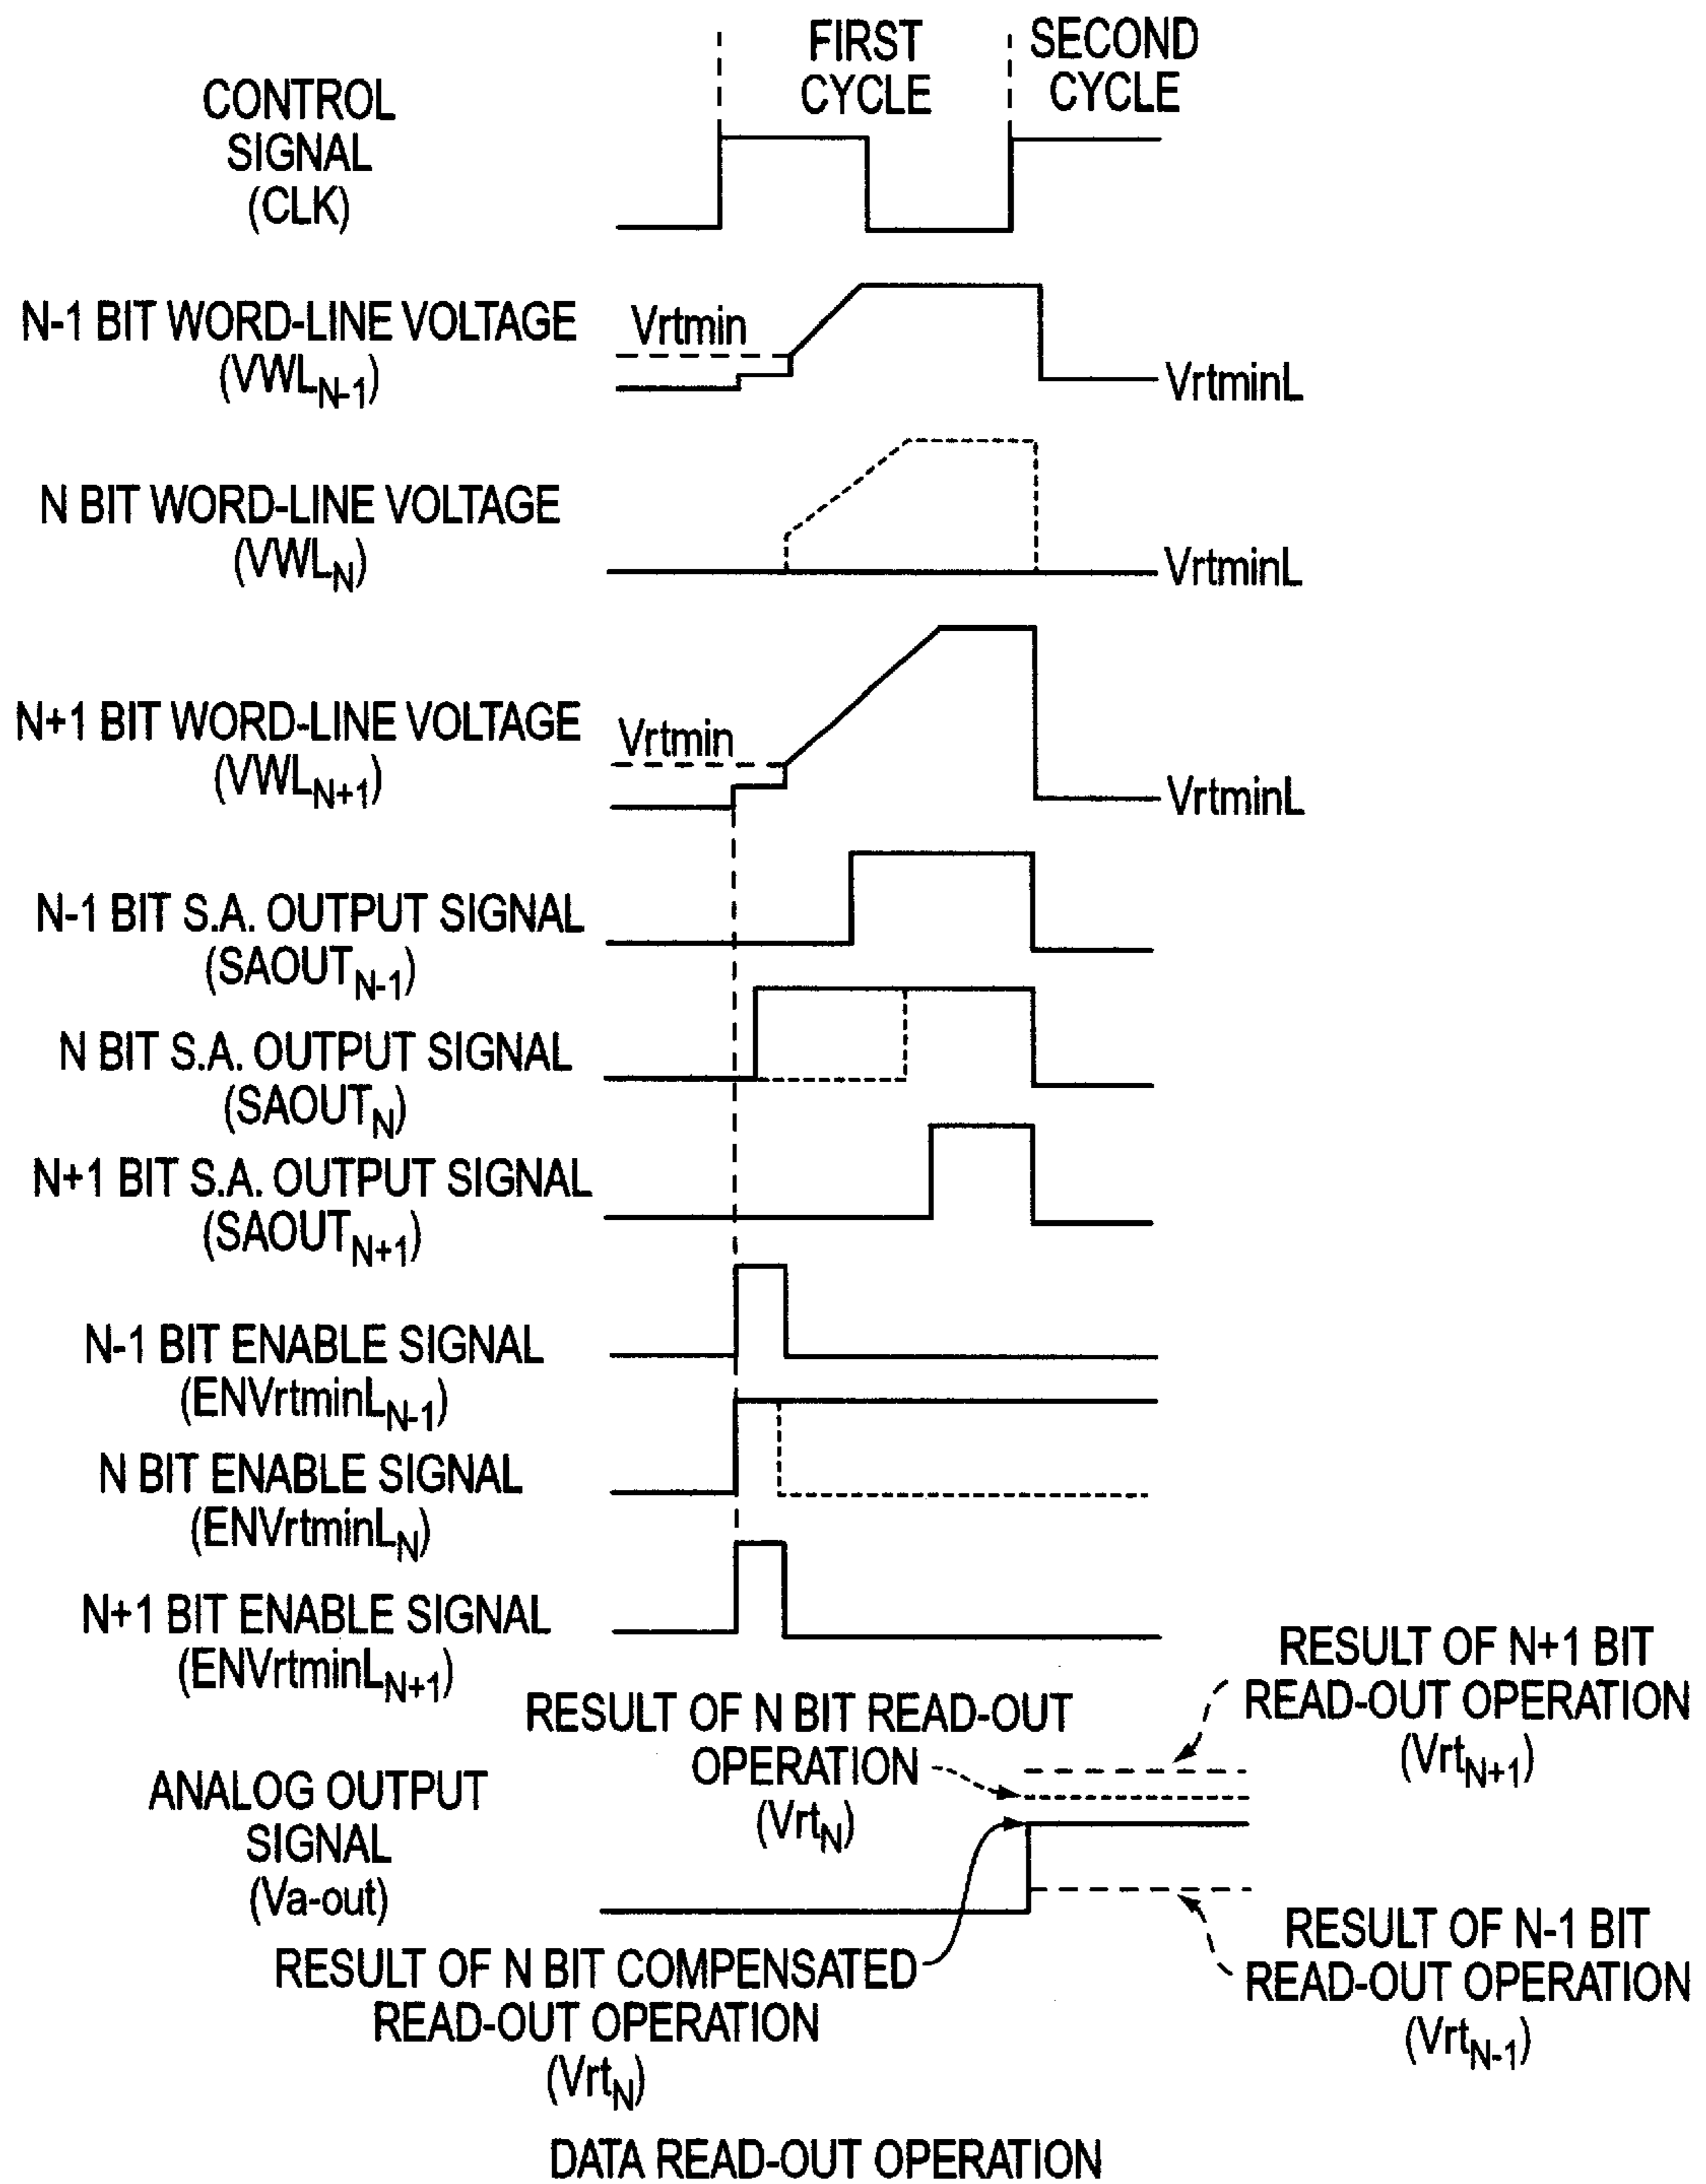 FIRST
CYCLE
SECOND
CYCLE
CONTROL
SIGNAL
(CLK)
N-1 BIT WORD-LINE VOLTAGE
(VWLN-1)
Vrtmin
VrtminL
N BIT WORD-LINE VOLTAGE
(VWLN)
VrtminL
N+1 BIT WORD-LINE VOLTAGE
(VWLN+1)
Vrtmin
VrtminL
N-1 BIT S.A. OUTPUT SIGNAL
(SAOUTN-1)
N BIT S.A. OUTPUT SIGNAL
(SAOUTN)
N+1 BIT S.A. OUTPUT SIGNAL
(SAOUTN+1)
N-1 BIT ENABLE SIGNAL
(ENVrtminLN-1)
N BIT ENABLE SIGNAL
(ENVrtminLN)
N+1 BIT ENABLE SIGNAL
(ENVrtminLN+1)
RESULT OF N+1 BIT
READ-OUT OPERATION
(VrtN+1)
RESULT OF N BIT READ-OUT
OPERATION
(VrtN)
ANALOG OUTPUT
SIGNAL
(Va-out)
RESULT OF N BIT COMPENSATED
READ-OUT OPERATION
(VrtN)
RESULT OF N-1 BIT
READ-OUT OPERATION
(VrtN-1)
DATA READ-OUT OPERATION